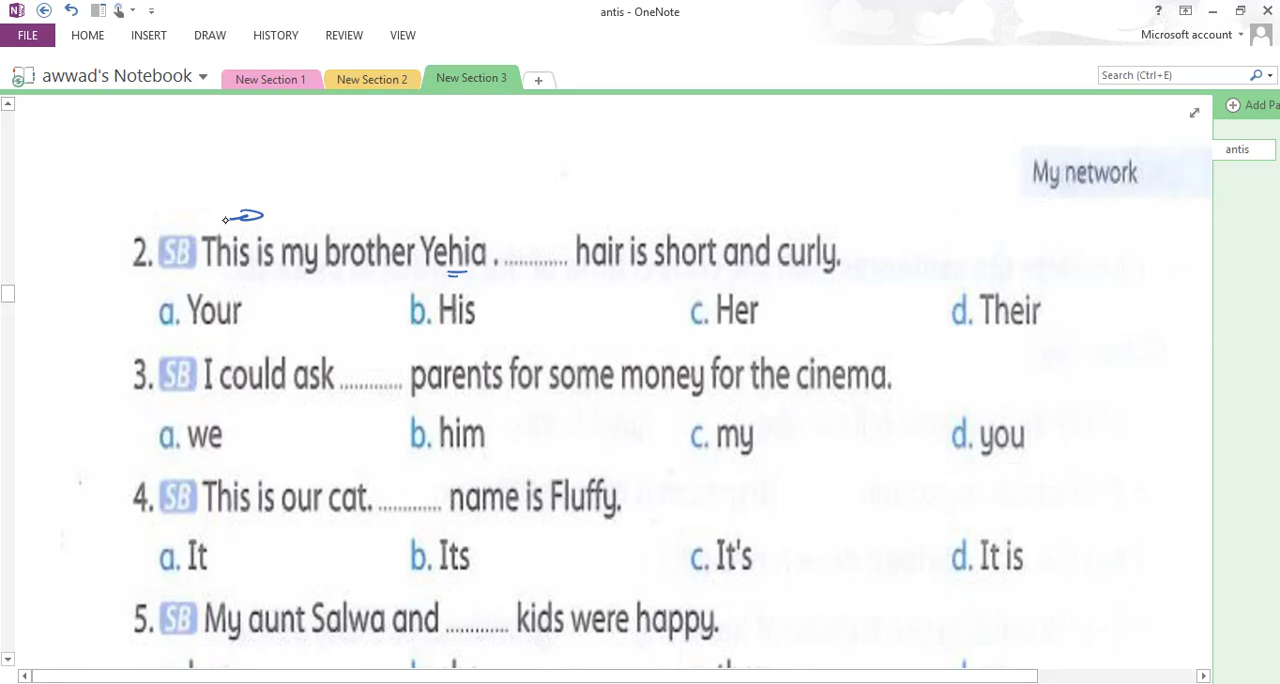 antis - OneNote
?
FILE HOME INSERT DRAW HISTORY REVIEW VIEW
Microsoft account
awwad's Notebook New Section 1 New Section 2 New Section 3 +
Search (Ctrl+E)
Add Pa
antis
My network
2. SB This is my brother Yehia. ............ hair is short and curly.
a. Your b. His c. Her d. Their
3. SB I could ask ............ parents for some money for the cinema.
a. we b. him c. my d. you
4. SB This is our cat. ............ name is Fluffy.
a. It b. Its c. It's d. It is
5. SB My aunt Salwa and ............ kids were happy.